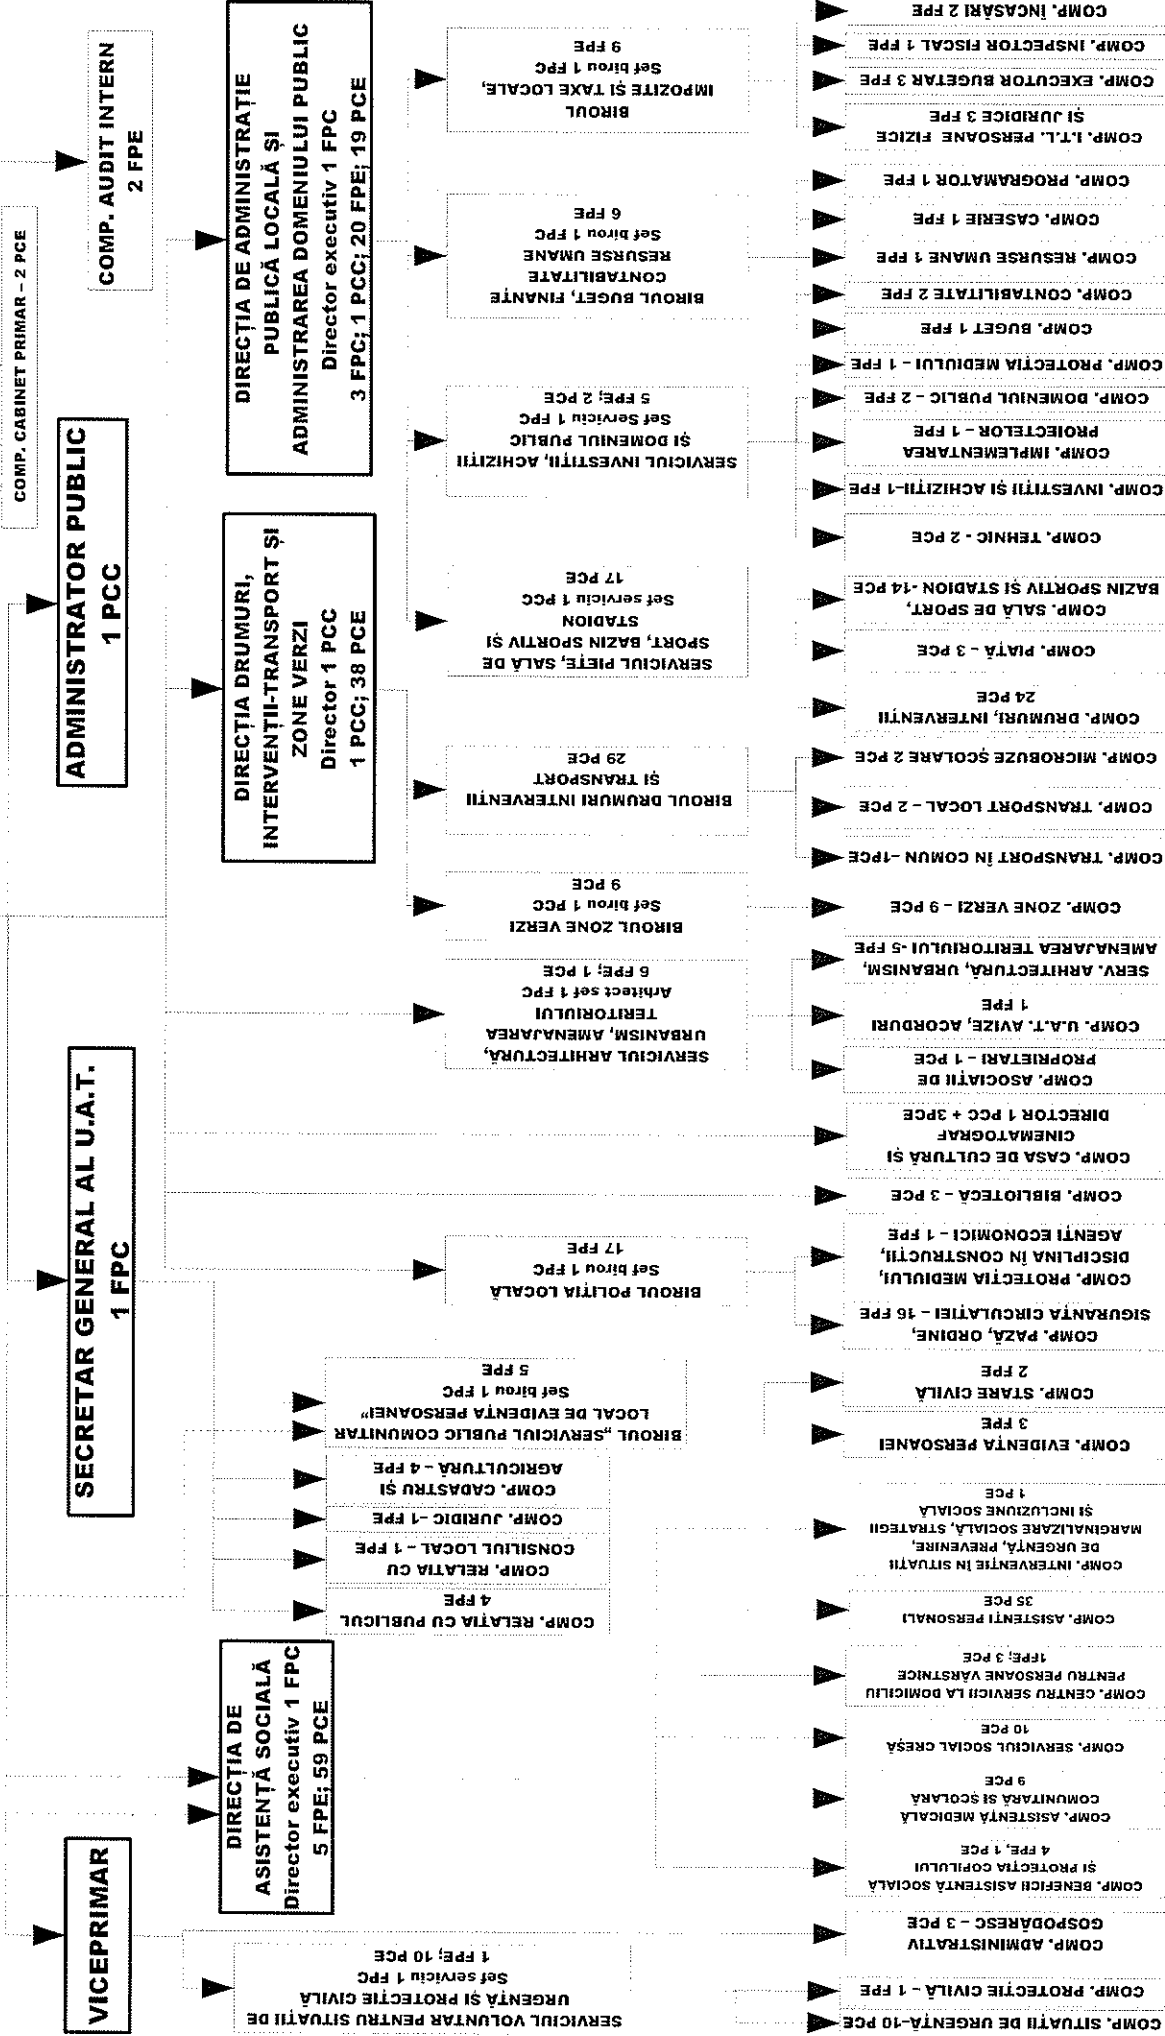 COMP. CABINET PRIMAR – 2 PCE
COMP. AUDIT INTERN
2 FPE
VICEPRIMAR
SECRETAR GENERAL AL U.A.T.
1 FPC
ADMINISTRATOR PUBLIC
1 PCC
DIRECȚIA DE
ASISTENȚĂ SOCIALĂ
Director executiv 1 FPC
5 FPE; 59 PCE
DIRECȚIA DRUMURI,
INTERVENȚII-TRANSPORT ȘI
ZONE VERZI
Director 1 PCC
1 PCC; 38 PCE
DIRECȚIA DE ADMINISTRAȚIE
PUBLICĂ LOCALĂ ȘI
ADMINISTRAREA DOMENIULUI PUBLIC
Director executiv 1 FPC
3 FPC; 1 PCC; 20 FPE; 19 PCE
SERVICIUL VOLUNTAR PENTRU SITUAȚII DE
URGENȚĂ ȘI PROTECȚIE CIVILĂ
Sef serviciu 1 FPC
1 FPE; 10 PCE
COMP. RELAȚIA CU PUBLICUL
4 FPE
COMP. RELATIA CU
CONSILIUL LOCAL – 1 FPE
COMP. JURIDIC -1 FPE
COMP. CADASTRU ȘI
AGRICULTURĂ – 4 FPE
BIROUL „SERVICIUL PUBLIC COMUNITAR
LOCAL DE EVIDENȚA PERSOANEI”
Sef birou 1 FPC
5 FPE
BIROUL POLIȚIA LOCALĂ
Sef birou 1 FPC
17 FPE
SERVICIUL ARHITECTURĂ,
URBANISM, AMENAJAREA
TERITORIULUI
Arhitect sef 1 FPC
6 FPE; 1 PCE
BIROUL ZONE VERZI
Sef birou 1 PCC
9 PCE
BIROUL DRUMURI INTERVENȚII
ȘI TRANSPORT
29 PCE
SERVICIUL PIEȚE, SALĂ DE
SPORT, BAZIN SPORTIV ȘI
STADION
Sef serviciu 1 PCC
17 PCE
SERVICIUL INVESTIȚII, ACHIZIȚII
ȘI DOMENIUL PUBLIC
Sef Serviciu 1 FPC
5 FPE; 2 PCE
BIROUL BUGET, FINANȚE
CONTABILITATE
RESURSE UMANE
Sef birou 1 FPC
6 FPE
BIROUL
IMPOZITE ȘI TAXE LOCALE,
Sef birou 1 FPC
9 FPE
COMP. SITUAȚII DE URGENȚĂ-10 PCE
COMP. PROTECȚIE CIVILĂ – 1 FPE
COMP. ADMINISTRATIV
GOSPODĂRESC – 3 PCE
COMP. BENEFICII ASISTENȚĂ SOCIALĂ
ȘI PROTECȚIA COPILULUI
4 FPE, 1 PCE
COMP. ASISTENȚĂ MEDICALĂ
COMUNITARĂ SI ȘCOLARĂ
9 PCE
COMP. SERVICIUL SOCIAL CREȘĂ
10 PCE
COMP. CENTRU SERVICII LA DOMICILIU
PENTRU PERSOANE VÂRSTNICE
1FPE; 3 PCE
COMP. ASISTENȚI PERSONALI
35 PCE
COMP. INTERVENȚIE ÎN SITUAȚII
DE URGENȚĂ, PREVENIRE,
MARGINALIZARE SOCIALĂ, STRATEGII
ȘI INCLUZIUNE SOCIALĂ
1 PCE
COMP. EVIDENȚA PERSOANEI
3 FPE
COMP. STARE CIVILĂ
2 FPE
COMP. PAZĂ, ORDINE,
SIGURANȚA CIRCULAȚIEI – 16 FPE
COMP. PROTECȚIA MEDIULUI,
DISCIPLINA ÎN CONSTRUCȚII,
AGENȚI ECONOMICI – 1 FPE
COMP. BIBLIOTECĂ – 3 PCE
COMP. CASA DE CULTURĂ ȘI
CINEMATOGRAF
DIRECTOR 1 PCC + 3PCE
COMP. ASOCIAȚII DE
PROPRIETARI – 1 PCE
COMP. U.A.T. AVIZE, ACORDURI
1 FPE
SERV. ARHITECTURĂ, URBANISM,
AMENAJAREA TERITORIULUI -5 FPE
COMP. ZONE VERZI – 9 PCE
COMP. TRANSPORT ÎN COMUN -1PCE
COMP. TRANSPORT LOCAL – 2 PCE
COMP. MICROBUZE ȘCOLARE 2 PCE
COMP. DRUMURI, INTERVENȚII
24 PCE
COMP. PIAȚĂ – 3 PCE
COMP. SALĂ DE SPORT,
BAZIN SPORTIV ȘI STADION -14 PCE
COMP. TEHNIC - 2 PCE
COMP. INVESTIȚII ȘI ACHIZIȚII-1 FPE
COMP. IMPLEMENTAREA
PROIECTELOR – 1 FPE
COMP. DOMENIUL PUBLIC – 2 FPE
COMP. PROTECȚIA MEDIULUI – 1 FPE
COMP. BUGET 1 FPE
COMP. CONTABILITATE 2 FPE
COMP. RESURSE UMANE 1 FPE
COMP. CASERIE 1 FPE
COMP. PROGRAMATOR 1 FPE
COMP. I.T.L. PERSOANE FIZICE
ȘI JURIDICE 3 FPE
COMP. EXECUTOR BUGETAR 3 FPE
COMP. INSPECTOR FISCAL 1 FPE
COMP. ÎNCASĂRI 2 FPE